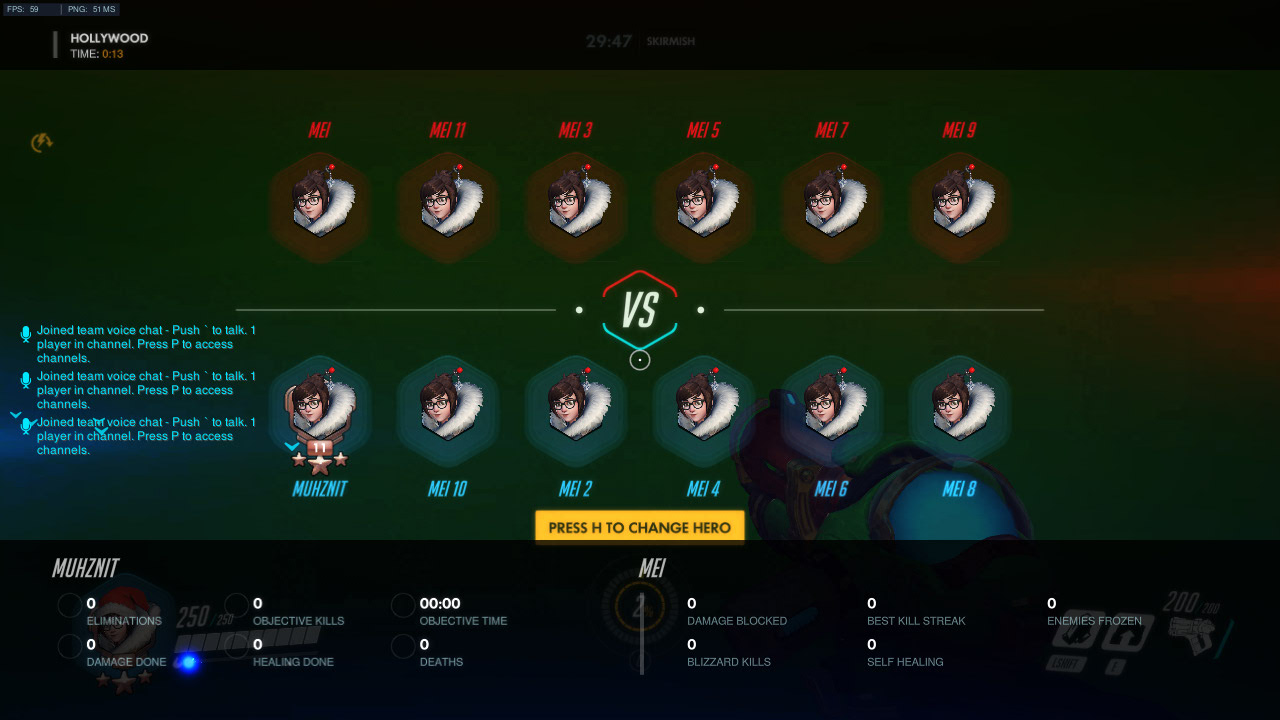 FPS: 59 | PNG: 51 MS
HOLLYWOOD
TIME: 0:13
29:47 | SKIRMISH
MEI
MEI 11
MEI 3
MEI 5
MEI 7
MEI 9
VS
Joined team voice chat - Push ` to talk. 1
player in channel. Press P to access
channels.
Joined team voice chat - Push ` to talk. 1
player in channel. Press P to access
channels.
Joined team voice chat - Push ` to talk. 1
player in channel. Press P to access
channels.
11
MUHZNIT
MEI 10
MEI 2
MEI 4
MEI 6
MEI 8
PRESS H TO CHANGE HERO
MUHZNIT
MEI
0
ELIMINATIONS
0
OBJECTIVE KILLS
00:00
OBJECTIVE TIME
0
DAMAGE BLOCKED
0
BEST KILL STREAK
0
ENEMIES FROZEN
0
DAMAGE DONE
0
HEALING DONE
0
DEATHS
0
BLIZZARD KILLS
0
SELF HEALING
250/250
200
LSHIFT
E